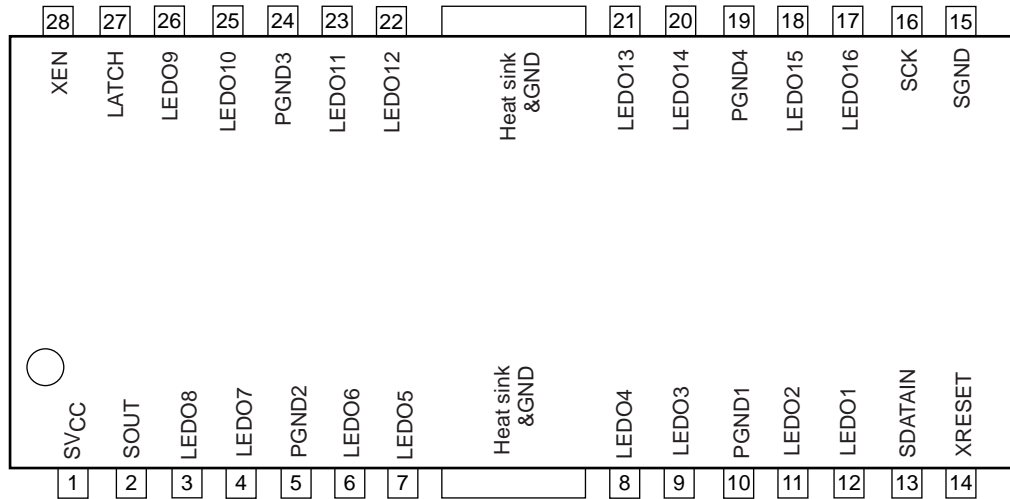 28 27 26 25 24 23 22 21 20 19 18 17 16 15
XEN
LATCH
LEDO9
LEDO10
PGND3
LEDO11
LEDO12
Heat sink
&GND
LEDO13
LEDO14
PGND4
LEDO15
LEDO16
SCK
SGND
SVCC
SOUT
LEDO8
LEDO7
PGND2
LEDO6
LEDO5
Heat sink
&GND
LEDO4
LEDO3
PGND1
LEDO2
LEDO1
SDATAIN
XRESET
1 2 3 4 5 6 7 8 9 10 11 12 13 14